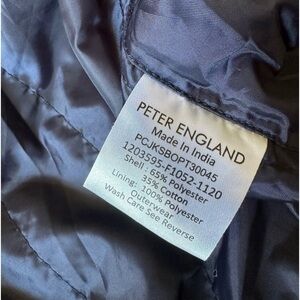 PETER ENGLAND
Made In India
PCJKSBOPT30045
1203595-F1052-1120
Shell : 65% Polyester
35% Cotton
Lining: 100% Polyester
Outerwear
Wash Care See Reverse